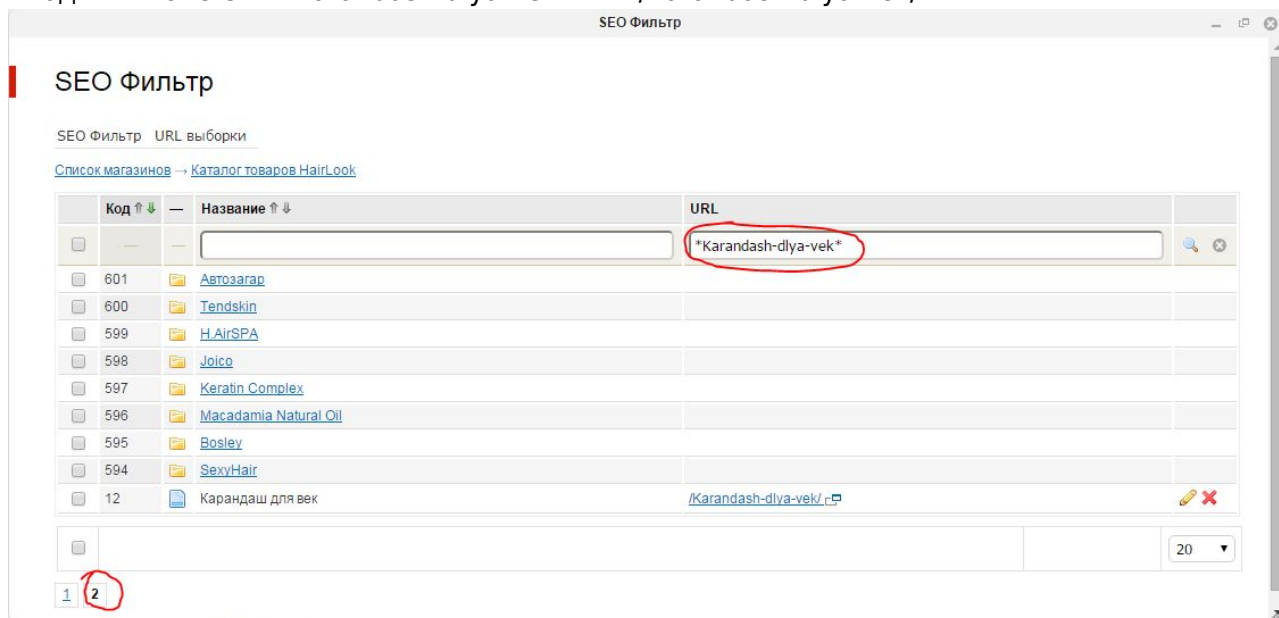 SEO Фильтр
SEO Фильтр
SEO Фильтр URL выборки
Список магазинов → Каталог товаров HairLook
Код ⇑ ⇓ — Название ⇑ ⇓ URL
— — *Karandash-dlya-vek*
601 Автозагар
600 Tendskin
599 H.AirSPA
598 Joico
597 Keratin Complex
596 Macadamia Natural Oil
595 Bosley
594 SexyHair
12 Карандаш для век /Karandash-dlya-vek/
20
1 2